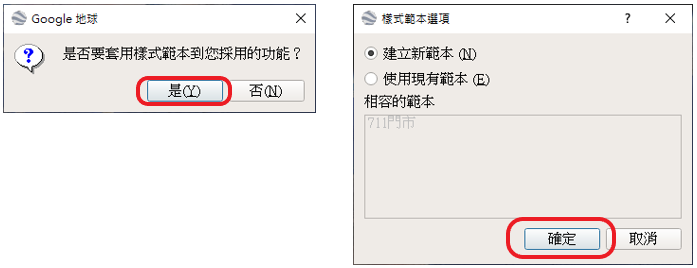 Google 地球
是否要套用樣式範本到您採用的功能？
是(Y)
否(N)
樣式範本選項
建立新範本 (N)
使用現有範本 (E)
相容的範本
711門市
確定
取消